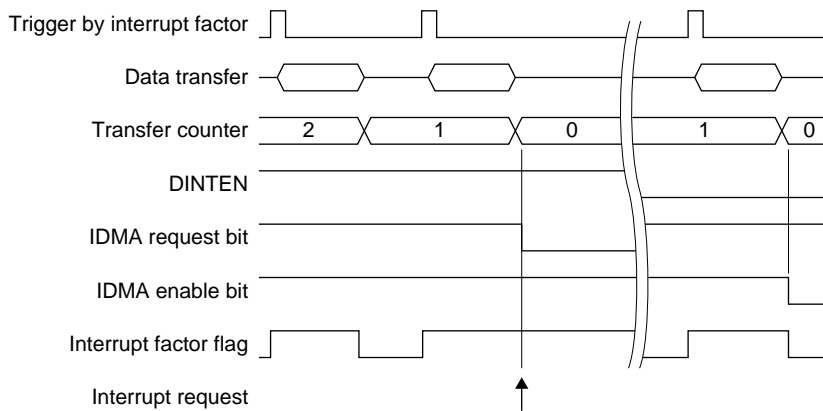 Trigger by interrupt factor
Data transfer
Transfer counter 2 1 0 1 0
DINTEN
IDMA request bit
IDMA enable bit
Interrupt factor flag
Interrupt request